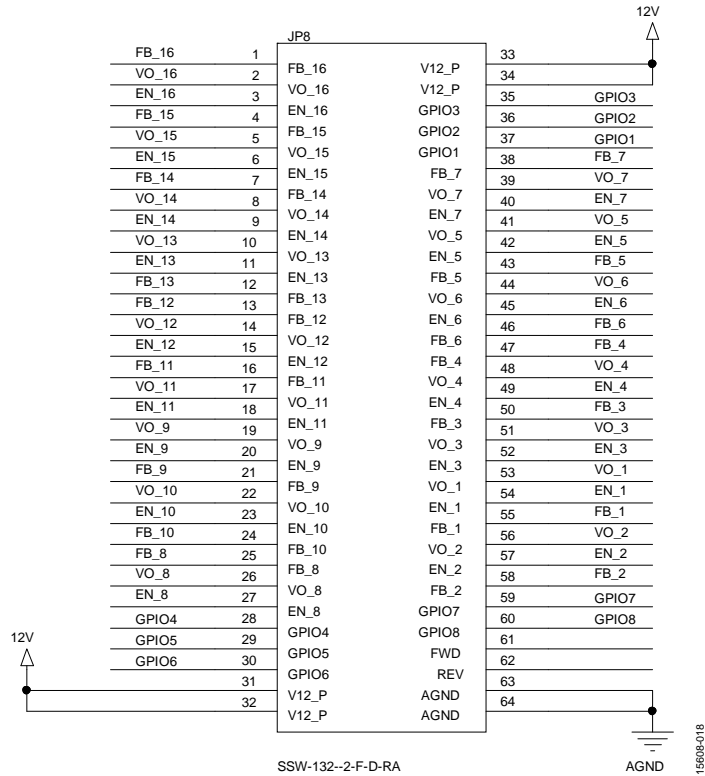 12V
JP8
FB_16 1 FB_16 V12_P 33
VO_16 2 VO_16 V12_P 34
EN_16 3 EN_16 GPIO3 35 GPIO3
FB_15 4 FB_15 GPIO2 36 GPIO2
VO_15 5 VO_15 GPIO1 37 GPIO1
EN_15 6 EN_15 FB_7 38 FB_7
FB_14 7 FB_14 VO_7 39 VO_7
VO_14 8 VO_14 EN_7 40 EN_7
EN_14 9 EN_14 VO_5 41 VO_5
VO_13 10 VO_13 EN_5 42 EN_5
EN_13 11 EN_13 FB_5 43 FB_5
FB_13 12 FB_13 VO_6 44 VO_6
FB_12 13 FB_12 EN_6 45 EN_6
VO_12 14 VO_12 FB_6 46 FB_6
EN_12 15 EN_12 FB_4 47 FB_4
FB_11 16 FB_11 VO_4 48 VO_4
VO_11 17 VO_11 EN_4 49 EN_4
EN_11 18 EN_11 FB_3 50 FB_3
VO_9 19 VO_9 VO_3 51 VO_3
EN_9 20 EN_9 EN_3 52 EN_3
FB_9 21 FB_9 VO_1 53 VO_1
VO_10 22 VO_10 EN_1 54 EN_1
EN_10 23 EN_10 FB_1 55 FB_1
FB_10 24 FB_10 VO_2 56 VO_2
FB_8 25 FB_8 EN_2 57 EN_2
VO_8 26 VO_8 FB_2 58 FB_2
EN_8 27 EN_8 GPIO7 59 GPIO7
GPIO4 28 GPIO4 GPIO8 60 GPIO8
GPIO5 29 GPIO5 FWD 61
GPIO6 30 GPIO6 REV 62
12V
31 V12_P AGND 63
32 V12_P AGND 64
SSW-132--2-F-D-RA
AGND
15608-018